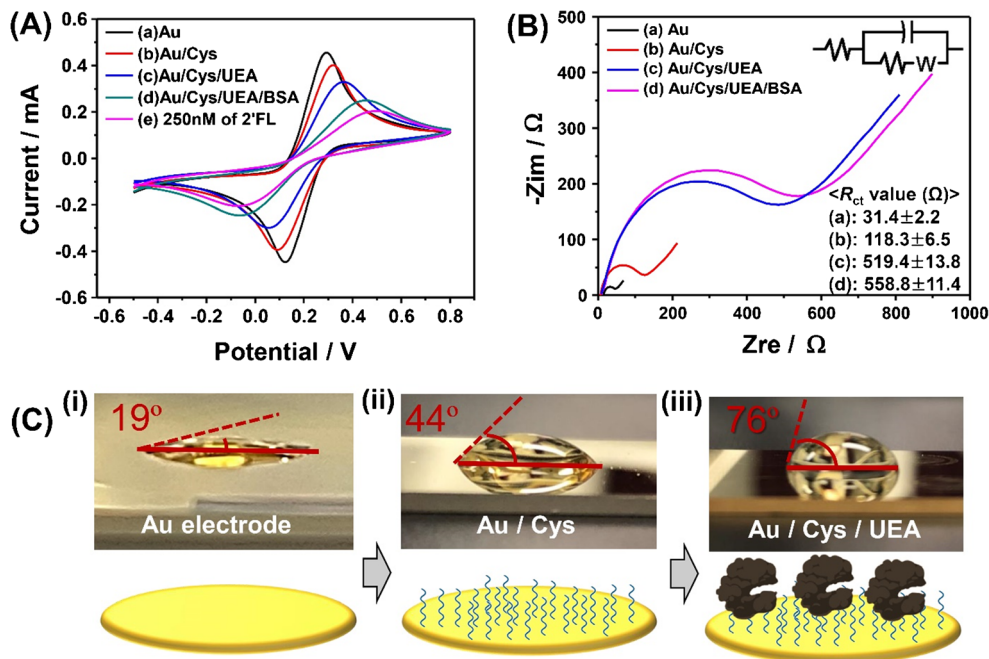 (A)
(a) Au
(b) Au/Cys
(c) Au/Cys/UEA
(d) Au/Cys/UEA/BSA
(e) 250nM of 2'FL
Current / mA
0.6
0.4
0.2
0.0
-0.2
-0.4
-0.6
-0.6 -0.4 -0.2 0.0 0.2 0.4 0.6 0.8
Potential / V
(B)
(a) Au
(b) Au/Cys
(c) Au/Cys/UEA
(d) Au/Cys/UEA/BSA
W
-Zim / Ω
-500
-400
-300
-200
-100
0
<Rct value (Ω)>
(a): 31.4±2.2
(b): 118.3±6.5
(c): 519.4±13.8
(d): 558.8±11.4
0 200 400 600 800 1000
Zre / Ω
(C)
(i)
19°
Au electrode
(ii)
44°
Au / Cys
(iii)
76°
Au / Cys / UEA